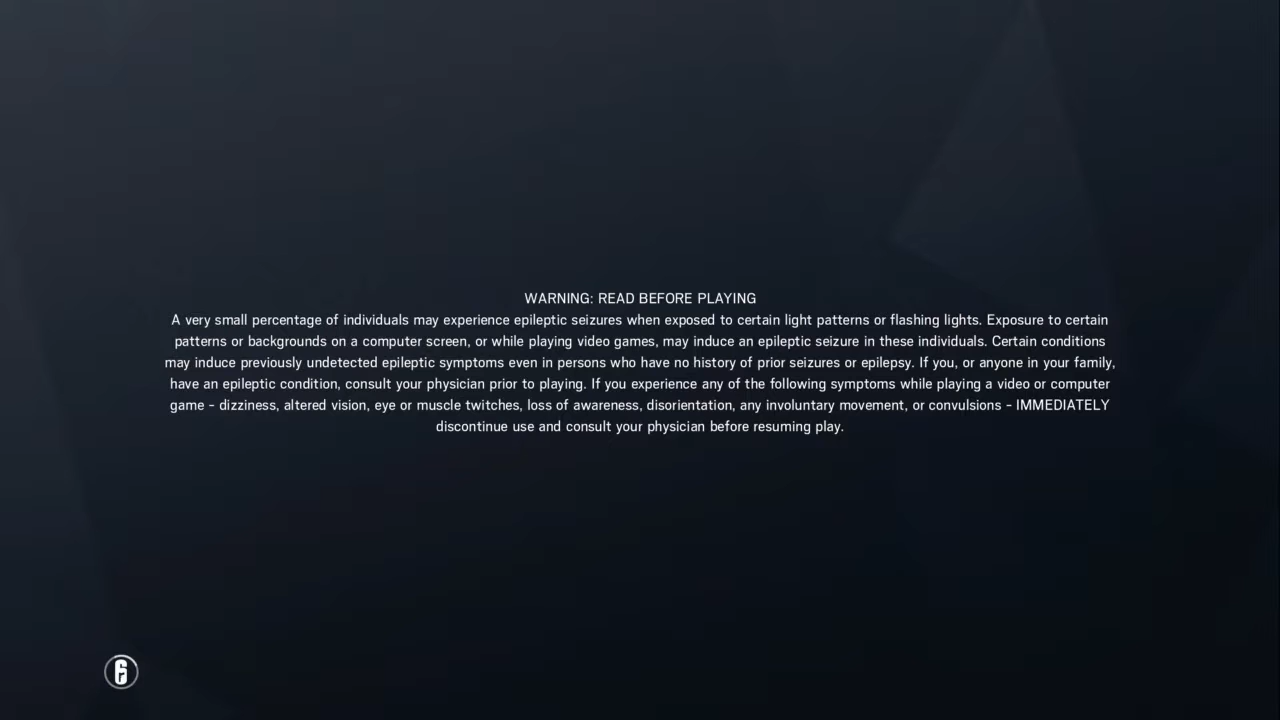 WARNING: READ BEFORE PLAYING
A very small percentage of individuals may experience epileptic seizures when exposed to certain light patterns or flashing lights. Exposure to certain
patterns or backgrounds on a computer screen, or while playing video games, may induce an epileptic seizure in these individuals. Certain conditions
may induce previously undetected epileptic symptoms even in persons who have no history of prior seizures or epilepsy. If you, or anyone in your family,
have an epileptic condition, consult your physician prior to playing. If you experience any of the following symptoms while playing a video or computer
game - dizziness, altered vision, eye or muscle twitches, loss of awareness, disorientation, any involuntary movement, or convulsions - IMMEDIATELY
discontinue use and consult your physician before resuming play.
6